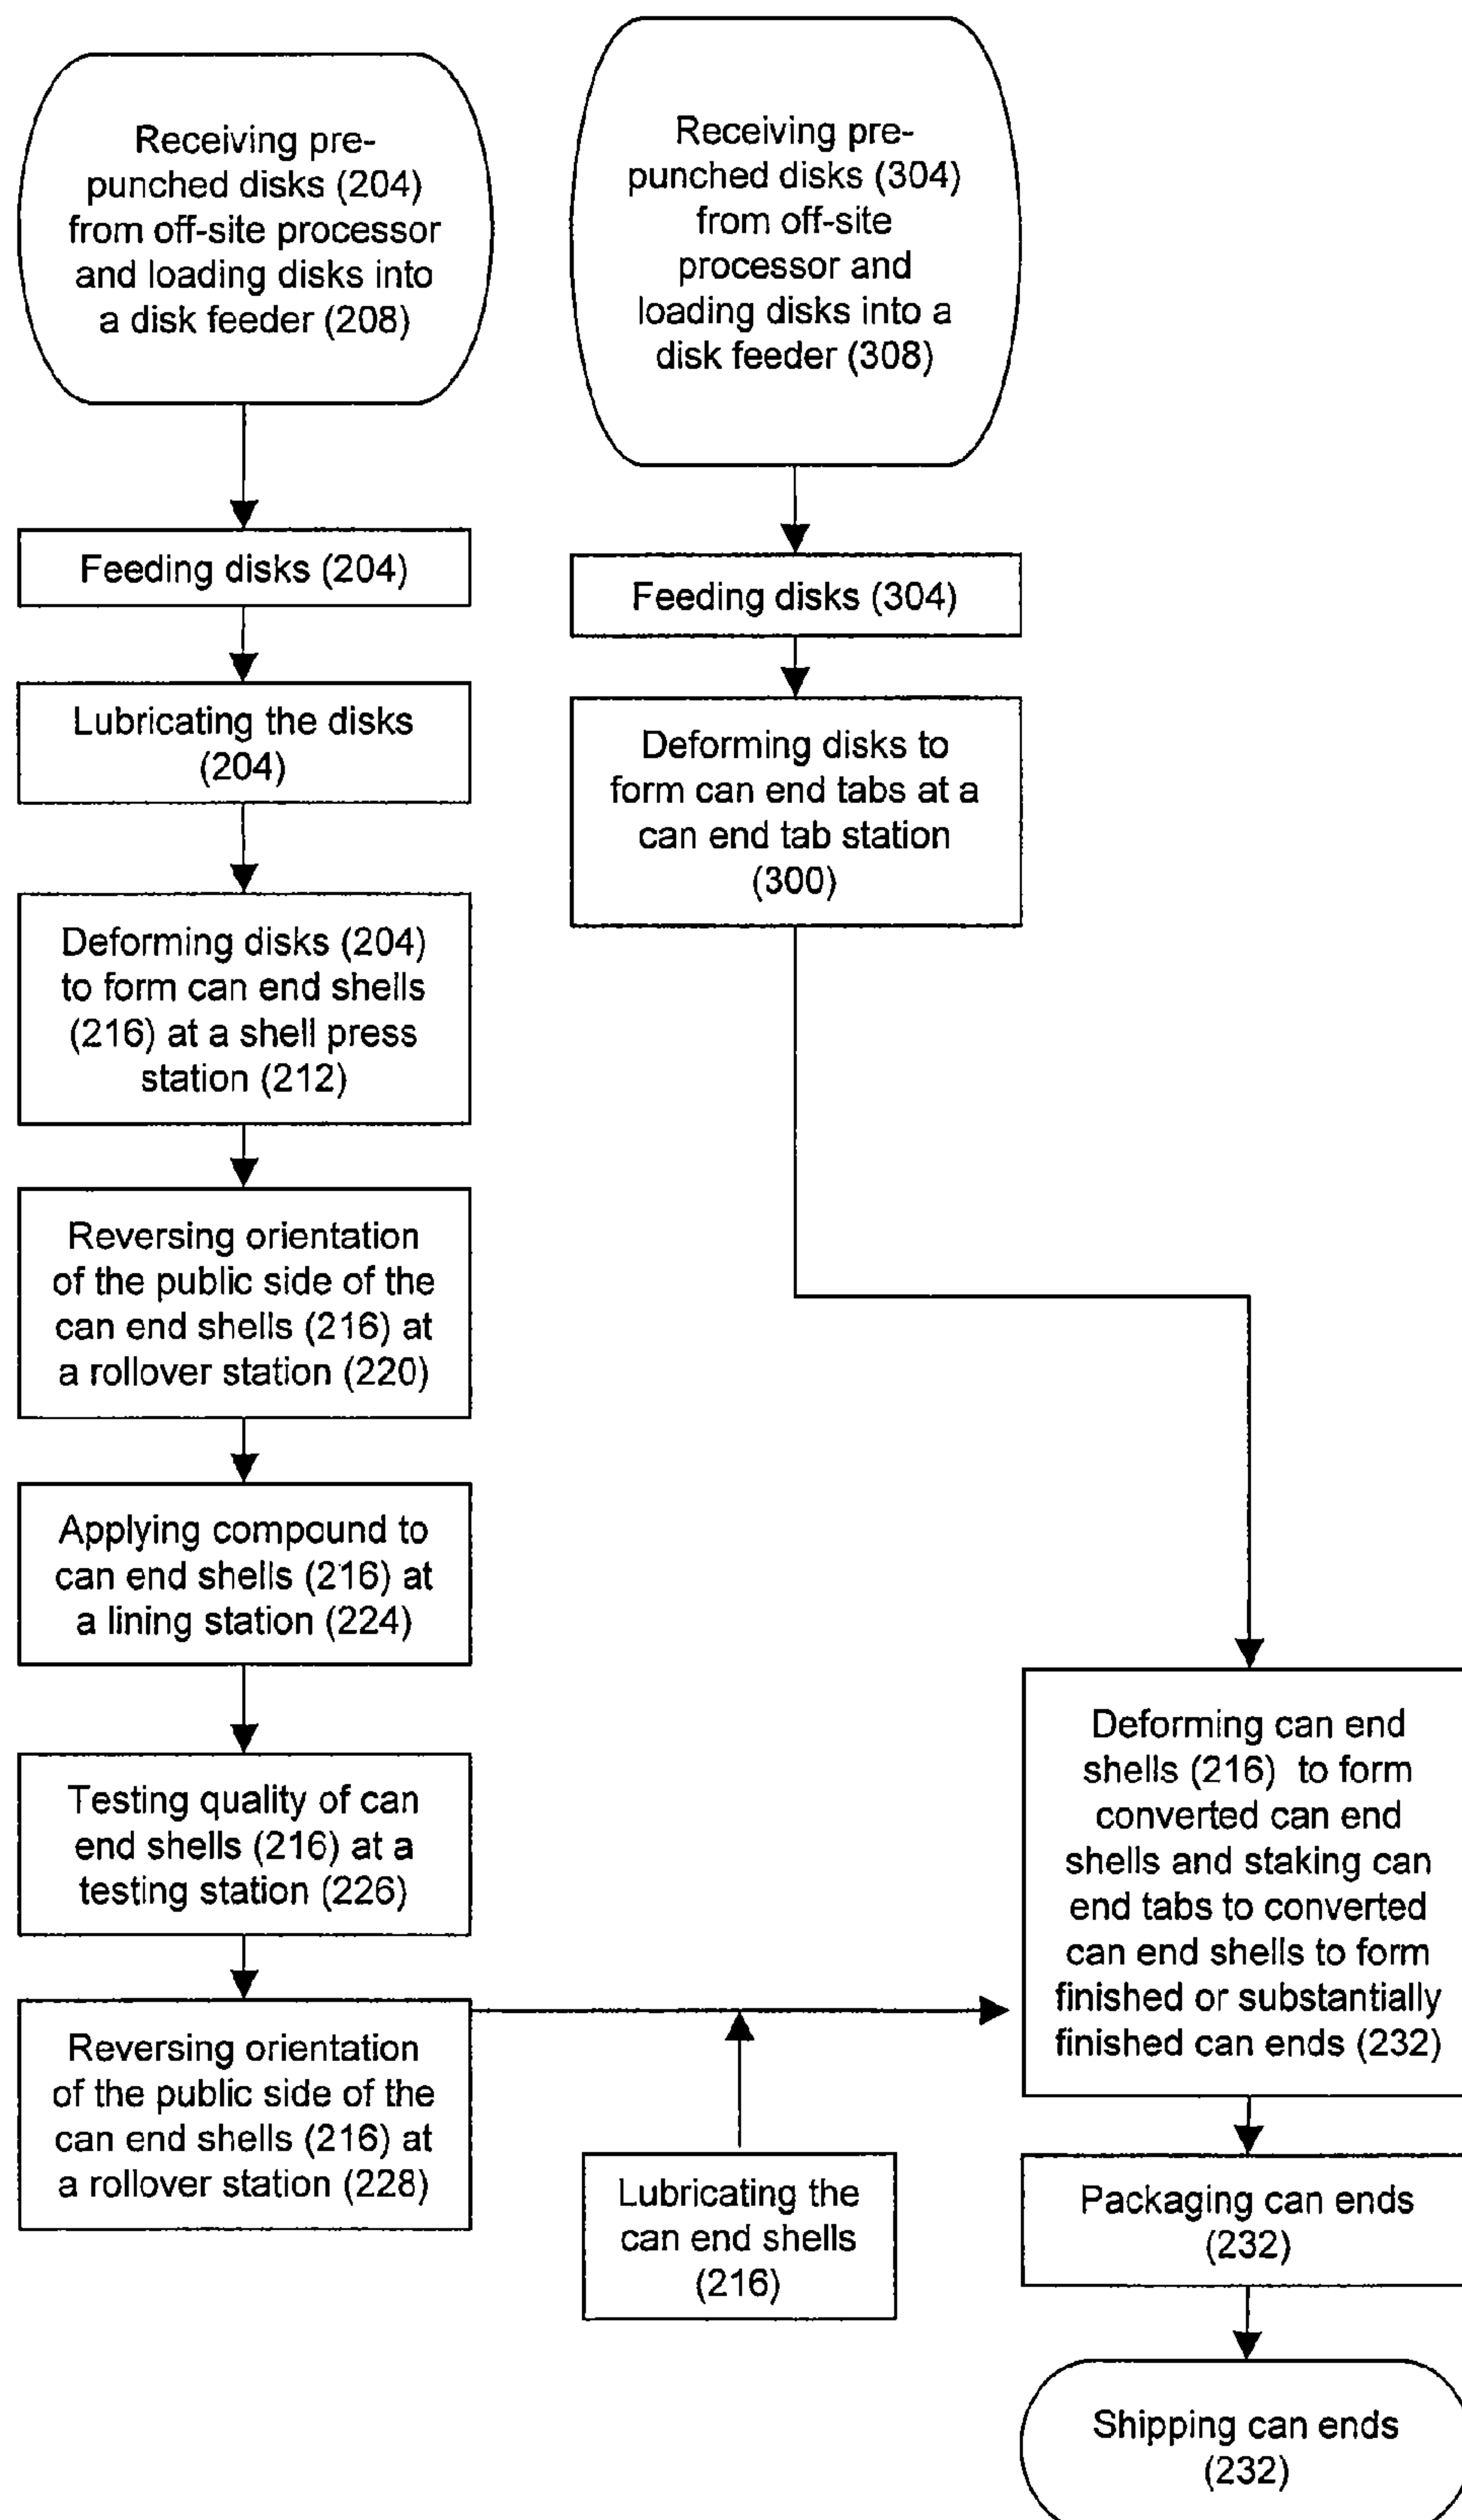 Receiving pre-
punched disks (204)
from off-site processor
and loading disks into
a disk feeder (208)
Feeding disks (204)
Lubricating the disks
(204)
Deforming disks (204)
to form can end shells
(216) at a shell press
station (212)
Reversing orientation
of the public side of the
can end shells (216) at
a rollover station (220)
Applying compound to
can end shells (216) at
a lining station (224)
Testing quality of can
end shells (216) at a
testing station (226)
Reversing orientation
of the public side of the
can end shells (216) at
a rollover station (228)
Receiving pre-
punched disks (304)
from off-site
processor and
loading disks into a
disk feeder (308)
Feeding disks (304)
Deforming disks to
form can end tabs at a
can end tab station
(300)
Lubricating the
can end shells
(216)
Deforming can end
shells (216) to form
converted can end
shells and staking can
end tabs to converted
can end shells to form
finished or substantially
finished can ends (232)
Packaging can ends
(232)
Shipping can ends
(232)